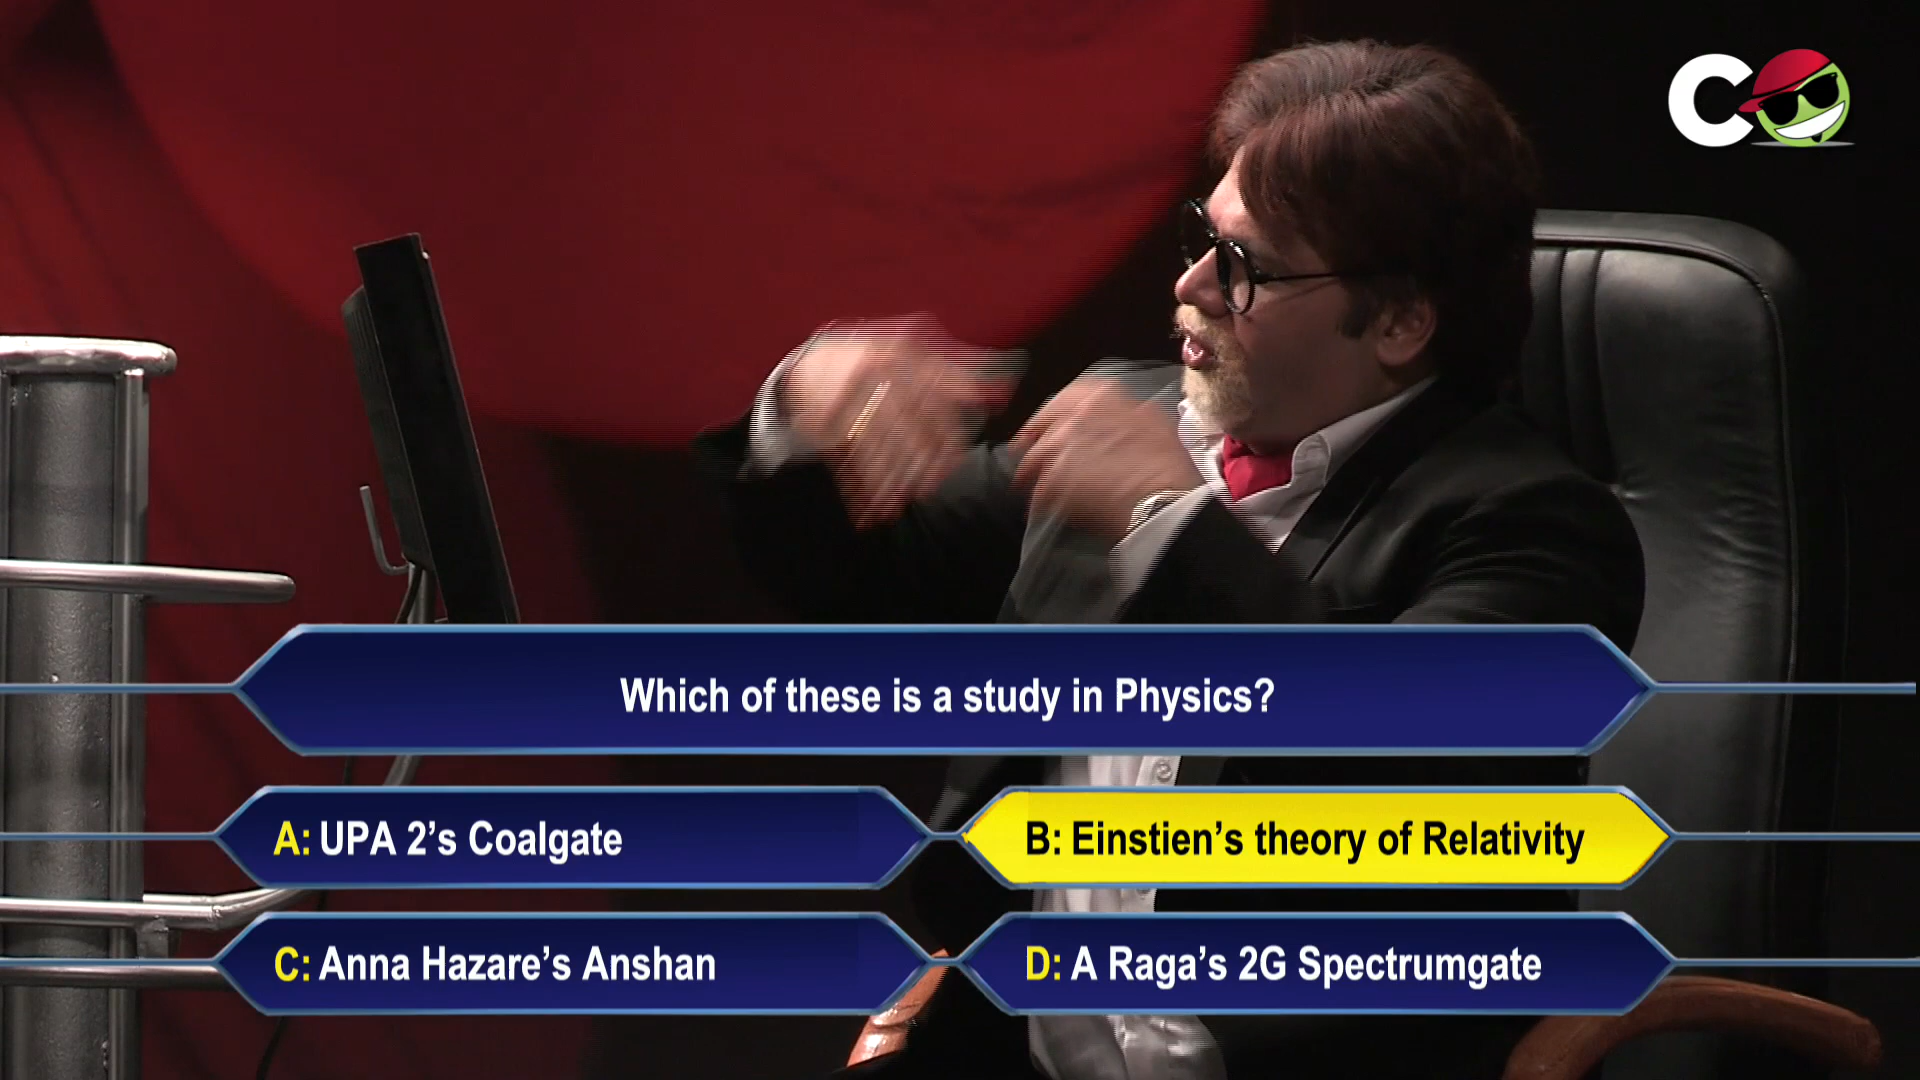 CO
Which of these is a study in Physics?
A: UPA 2’s Coalgate
B: Einstien’s theory of Relativity
C: Anna Hazare’s Anshan
D: A Raga’s 2G Spectrumgate